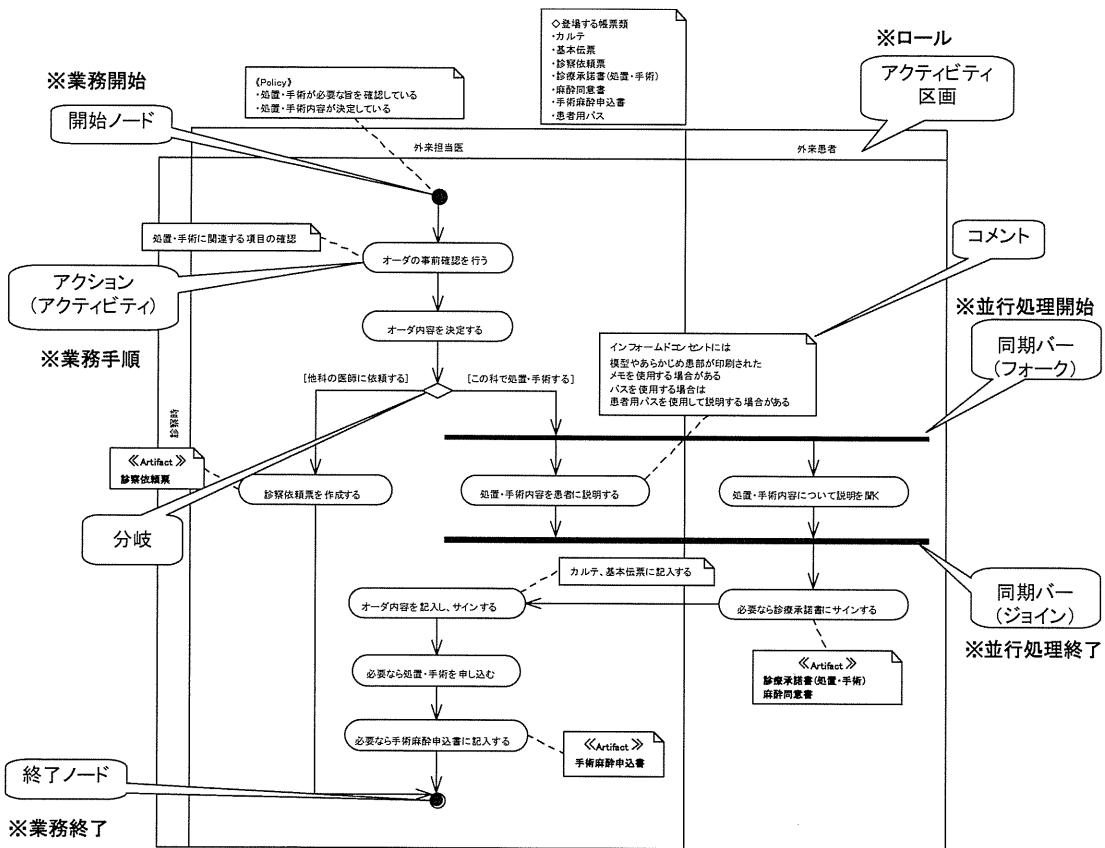 ◇登場する帳票類
・カルテ
・基本伝票
・診察依頼票
・診療承諾書(処置・手術)
・麻酔同意書
・手術麻酔申込書
・患者用パス
※ロール
アクティビティ
区画
※業務開始
開始ノード
《Policy》
・処置・手術が必要な旨を確認している
・処置・手術内容が決定している
外来担当医
外来患者
処置・手術に関連する項目の確認
オーダの事前確認を行う
コメント
アクション
(アクティビティ)
※業務手順
オーダ内容を決定する
※並行処理開始
同期バー
(フォーク)
インフォームドコンセントには
模型やあらかじめ患部が印刷された
メモを使用する場合がある
パスを使用する場合は
患者用パスを使用して説明する場合がある
[他科の医師に依頼する]
[この科で処置・手術する]
診察時
《Artifact》
診察依頼票
診察依頼票を作成する
処置・手術内容を患者に説明する
処置・手術内容について説明を聞く
分岐
カルテ、基本伝票に記入する
同期バー
(ジョイン)
※並行処理終了
オーダ内容を記入し、サインする
必要なら診療承諾書にサインする
必要なら処置・手術を申し込む
《Artifact》
診療承諾書(処置・手術)
麻酔同意書
必要なら手術麻酔申込書に記入する
《Artifact》
手術麻酔申込書
終了ノード
※業務終了